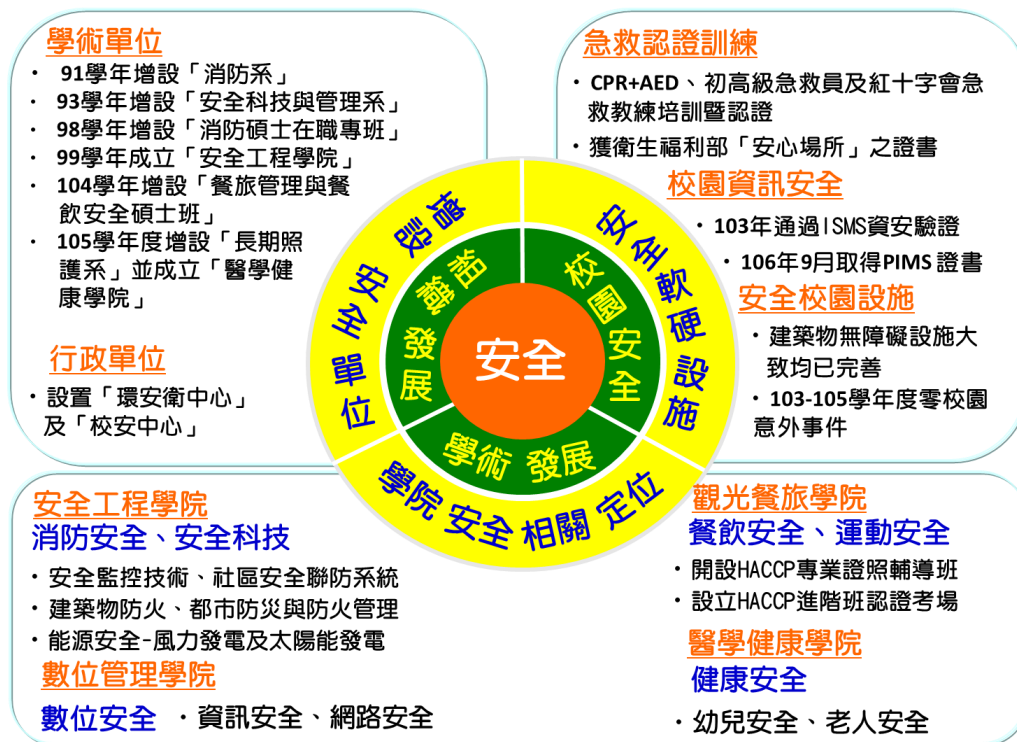 學術單位
· 91學年增設「消防系」
· 93學年增設「安全科技與管理系」
· 98學年增設「消防碩士在職專班」
· 99學年成立「安全工程學院」
· 104學年增設「餐旅管理與餐
飲安全碩士班」
· 105學年度增設「長期照
護系」並成立「醫學健
康學院」
行政單位
· 設置「環安衛中心」
及「校安中心」
急救認證訓練
· CPR+AED、初高級急救員及紅十字會急
救教練培訓暨認證
· 獲衛生福利部「安心場所」之證書
校園資訊安全
· 103年通過ISMS資安驗證
· 106年9月取得PIMS 證書
安全校園設施
· 建築物無障礙設施大
致均已完善
· 103-105學年度零校園
意外事件
增設安全單位
安全軟硬設施
學院安全相關定位
組織發展
校園安全
學術發展
安全
安全工程學院
消防安全、安全科技
· 安全監控技術、社區安全聯防系統
· 建築物防火、都市防災與防火管理
· 能源安全-風力發電及太陽能發電
數位管理學院
數位安全 · 資訊安全、網路安全
觀光餐旅學院
餐飲安全、運動安全
· 開設HACCP專業證照輔導班
· 設立HACCP進階班認證考場
醫學健康學院
健康安全
· 幼兒安全、老人安全